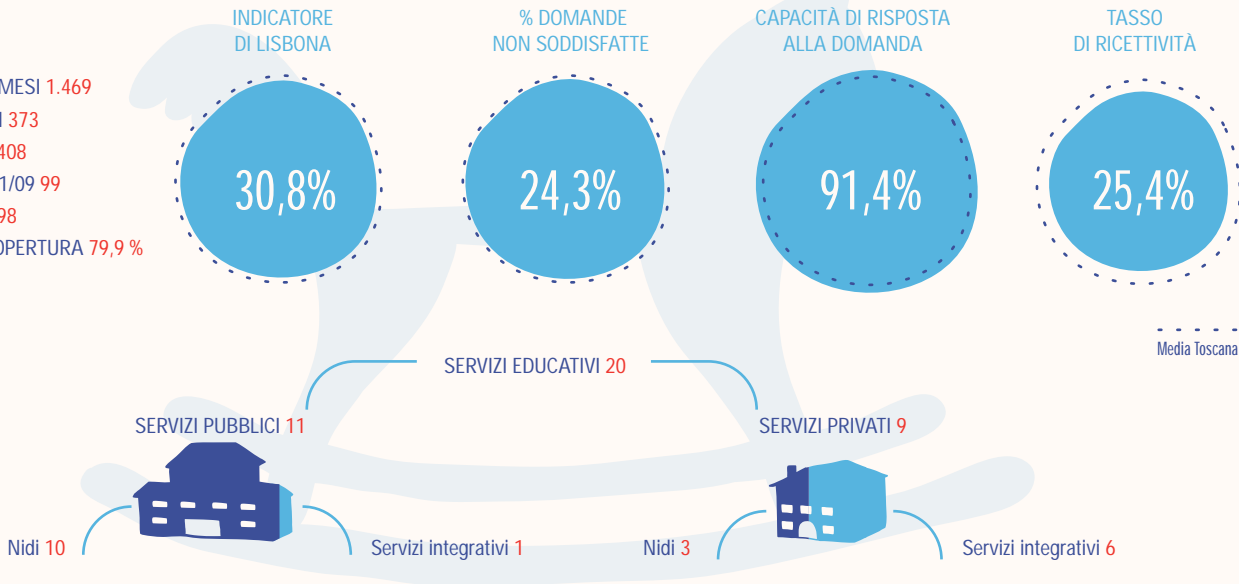 INDICATORE
DI LISBONA
% DOMANDE
NON SODDISFATTE
CAPACITÀ DI RISPOSTA
ALLA DOMANDA
TASSO
DI RICETTIVITÀ
MESI 1.469
373
408
1/09 99
98
OPERTURA 79,9 %
30,8%
24,3%
91,4%
25,4%
Media Toscana
SERVIZI EDUCATIVI 20
SERVIZI PUBBLICI 11
SERVIZI PRIVATI 9
Nidi 10
Servizi integrativi 1
Nidi 3
Servizi integrativi 6